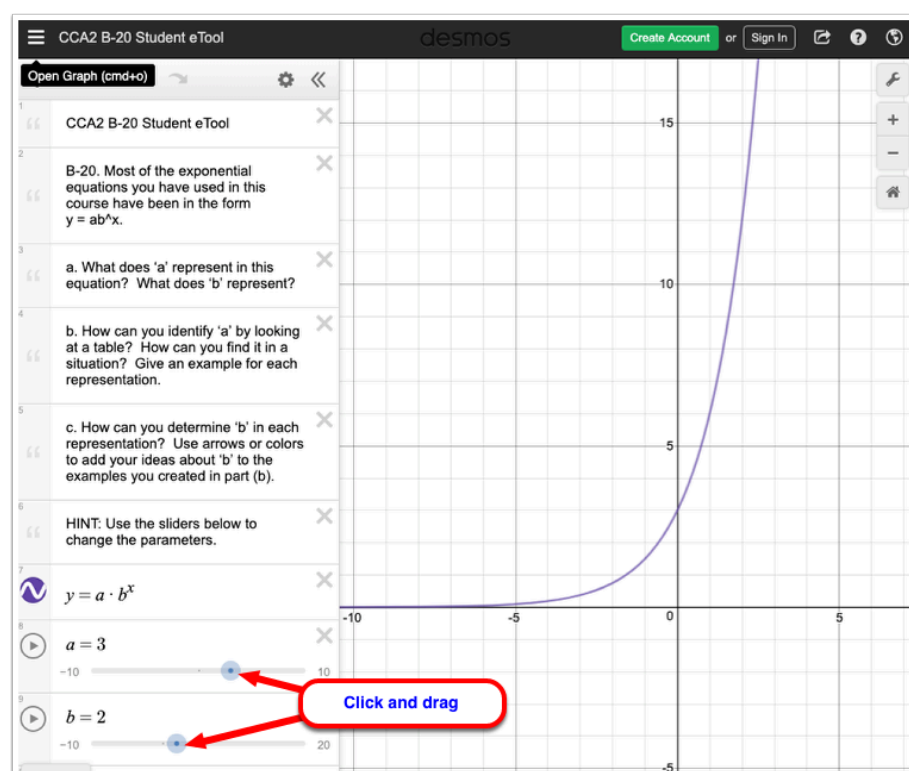 CCA2 B-20 Student eTool
desmos
Create Account or Sign In
Open Graph (cmd+o)
1
CCA2 B-20 Student eTool
2
B-20. Most of the exponential
equations you have used in this
course have been in the form
y = ab^x.
3
a. What does 'a' represent in this
equation? What does 'b' represent?
4
b. How can you identify 'a' by looking
at a table? How can you find it in a
situation? Give an example for each
representation.
5
c. How can you determine 'b' in each
representation? Use arrows or colors
to add your ideas about 'b' to the
examples you created in part (b).
6
HINT: Use the sliders below to
change the parameters.
7
y = a · b^x
8
a = 3
-10 10
9
b = 2
-10 20
Click and drag
15
10
5
-10 -5 0 5
-5